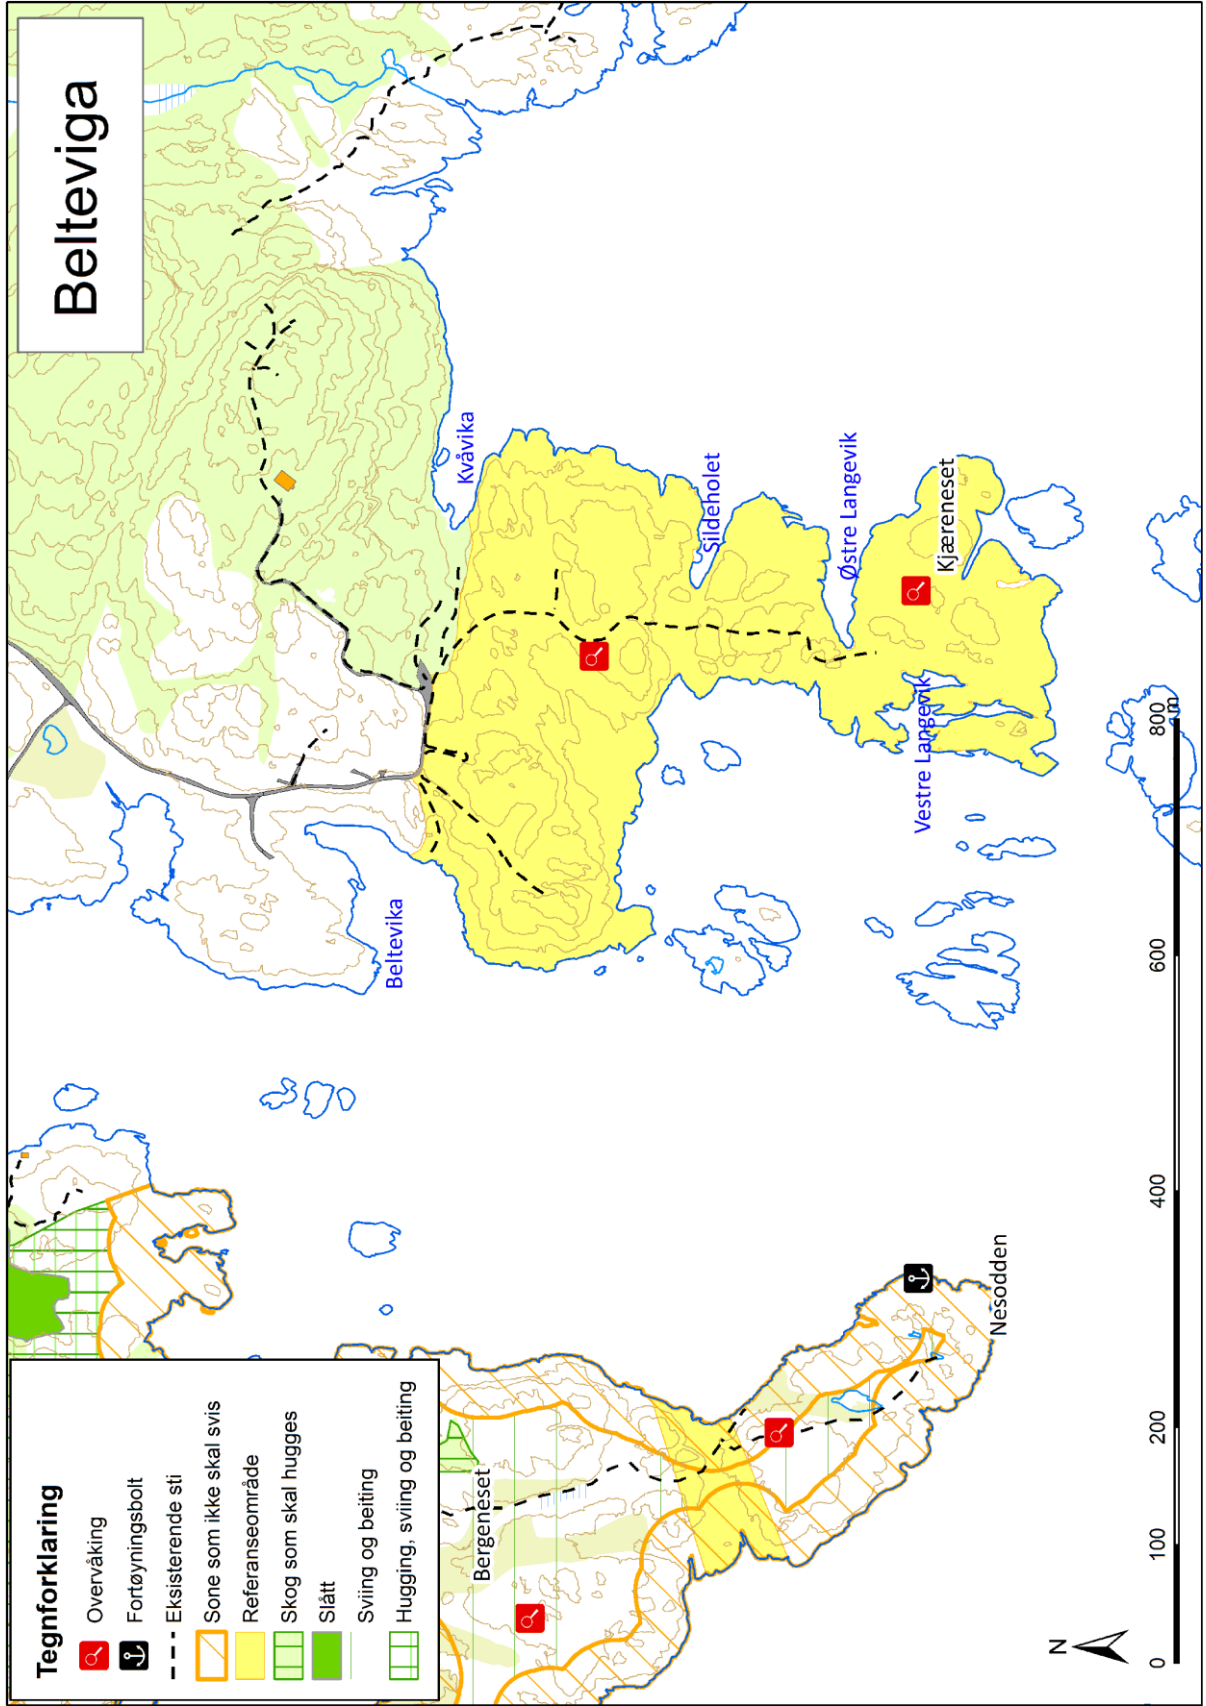 Belteviga
Kvåvika
Sildeholet
Østre Langevik
Kjæreneset
Vestre Langevik
Beltevika
Nesodden
Bergeneset
Tegnforklaring
Overvåking
Fortøyningsbolt
Eksisterende sti
Sone som ikke skal svis
Referanseområde
Skog som skal hugges
Slått
Sviing og beiting
Hugging, sviing og beiting
N
0 100 200 400 600 800
m